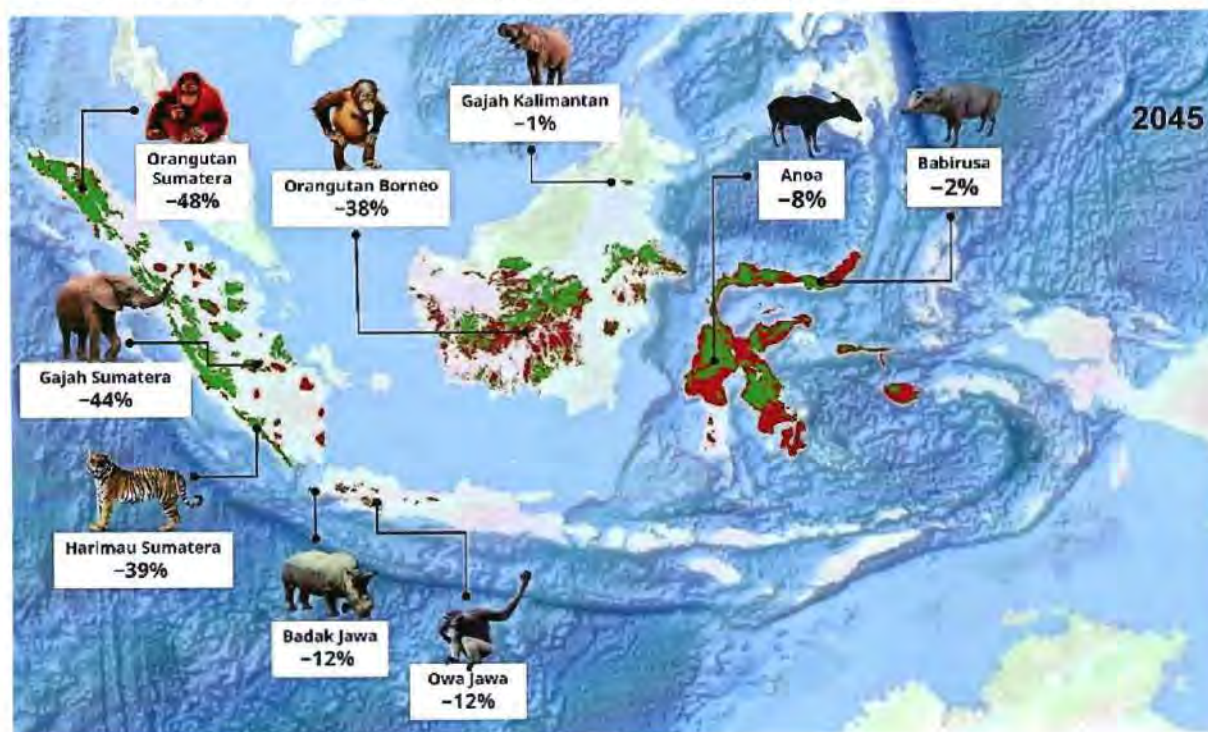 2045
Gajah Kalimantan
−1%
Orangutan
Sumatera
−48%
Orangutan Borneo
−38%
Anoa
−8%
Babirusa
−2%
Gajah Sumatera
−44%
Harimau Sumatera
−39%
Badak Jawa
−12%
Owa Jawa
−12%